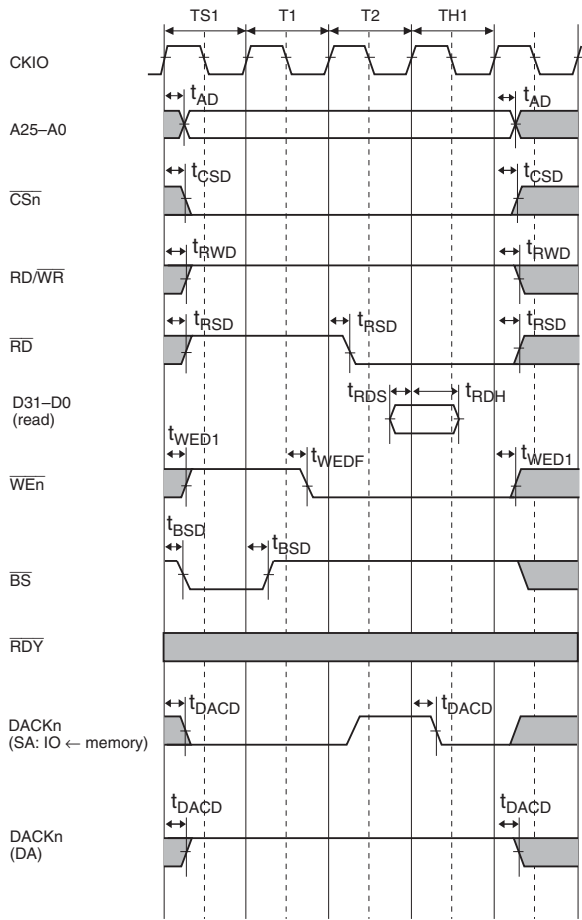 TS1 T1 T2 TH1
CKIO
tAD tAD
A25–A0
tCSD tCSD
CSn
tRWD tRWD
RD/WR
tRSD tRSD tRSD
RD
D31–D0
(read)
tRDS tRDH
tWED1 tWEDF tWED1
WEn
tBSD tBSD
BS
RDY
tDACD tDACD
DACKn
(SA: IO ← memory)
tDACD tDACD
DACKn
(DA)